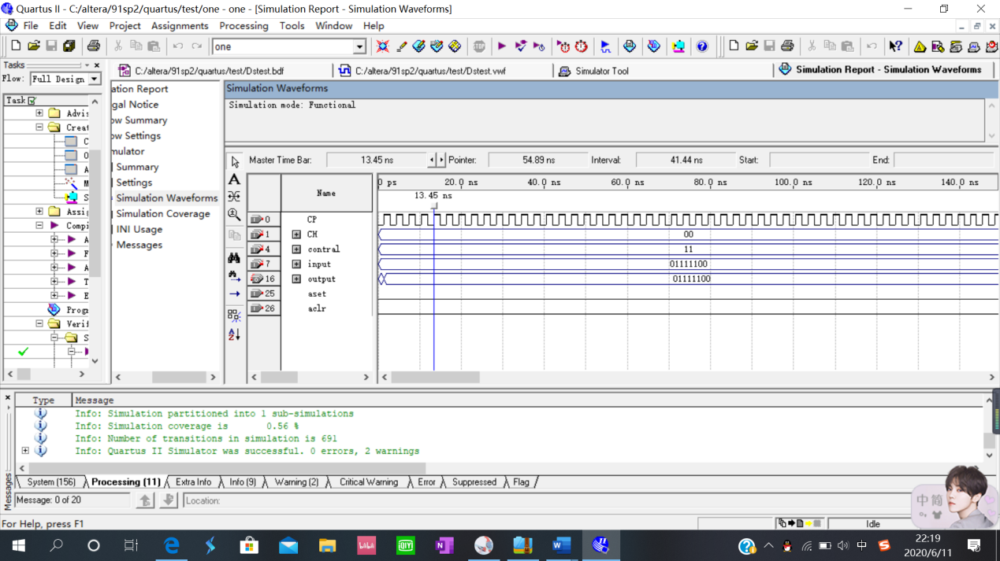 Quartus II - C:/altera/91sp2/quartus/test/one - one - [Simulation Report - Simulation Waveforms]
File Edit View Project Assignments Processing Tools Window Help
one
Tasks
Flow: Full Design
Task
Advis
Creat
C
O
A
M
S
Assig
Compi
A
F
A
T
E
Prog
Verif
S
C:/altera/91sp2/quartus/test/Dstest.bdf
C:/altera/91sp2/quartus/test/Dstest.vwf
Simulator Tool
Simulation Report - Simulation Waveforms
ation Report
gal Notice
ow Summary
ow Settings
mulator
Summary
Settings
Simulation Waveforms
Simulation Coverage
INI Usage
Messages
Simulation Waveforms
Simulation mode: Functional
Master Time Bar: 13.45 ns Pointer: 54.89 ns Interval: 41.44 ns Start: End:
Name
0 ps 20.0 ns 40.0 ns 60.0 ns 80.0 ns 100.0 ns 120.0 ns 140.0 ns
13.45 ns
0 CP
1 CH 00
4 contral 11
7 input 01111100
16 output 01111100
25 aset
26 aclr
Type Message
Info: Simulation partitioned into 1 sub-simulations
Info: Simulation coverage is 0.56 %
Info: Number of transitions in simulation is 691
Info: Quartus II Simulator was successful. 0 errors, 2 warnings
System (156) Processing (11) Extra Info Info (9) Warning (2) Critical Warning Error Suppressed Flag
Messages
Message: 0 of 20 Location:
For Help, press F1 Idle
中 简
中
22:19
2020/6/11